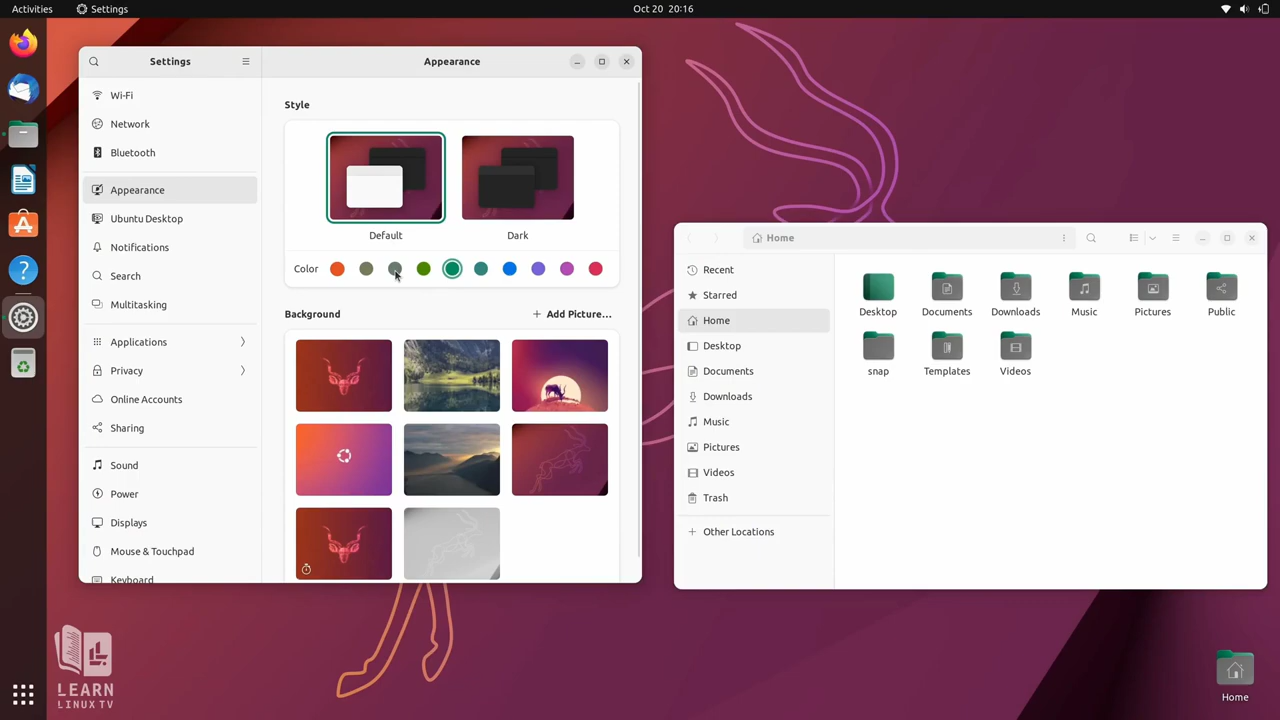 Activities
Settings
Oct 20 20:16
Settings
Wi-Fi
Network
Bluetooth
Appearance
Ubuntu Desktop
Notifications
Search
Multitasking
Applications
Privacy
Online Accounts
Sharing
Sound
Power
Displays
Mouse & Touchpad
Keyboard
Appearance
Style
Default
Dark
Color
Background
Add Picture...
Home
Recent
Starred
Home
Desktop
Documents
Downloads
Music
Pictures
Videos
Trash
Other Locations
Desktop
Documents
Downloads
Music
Pictures
Public
snap
Templates
Videos
LEARN
LINUX TV
Home